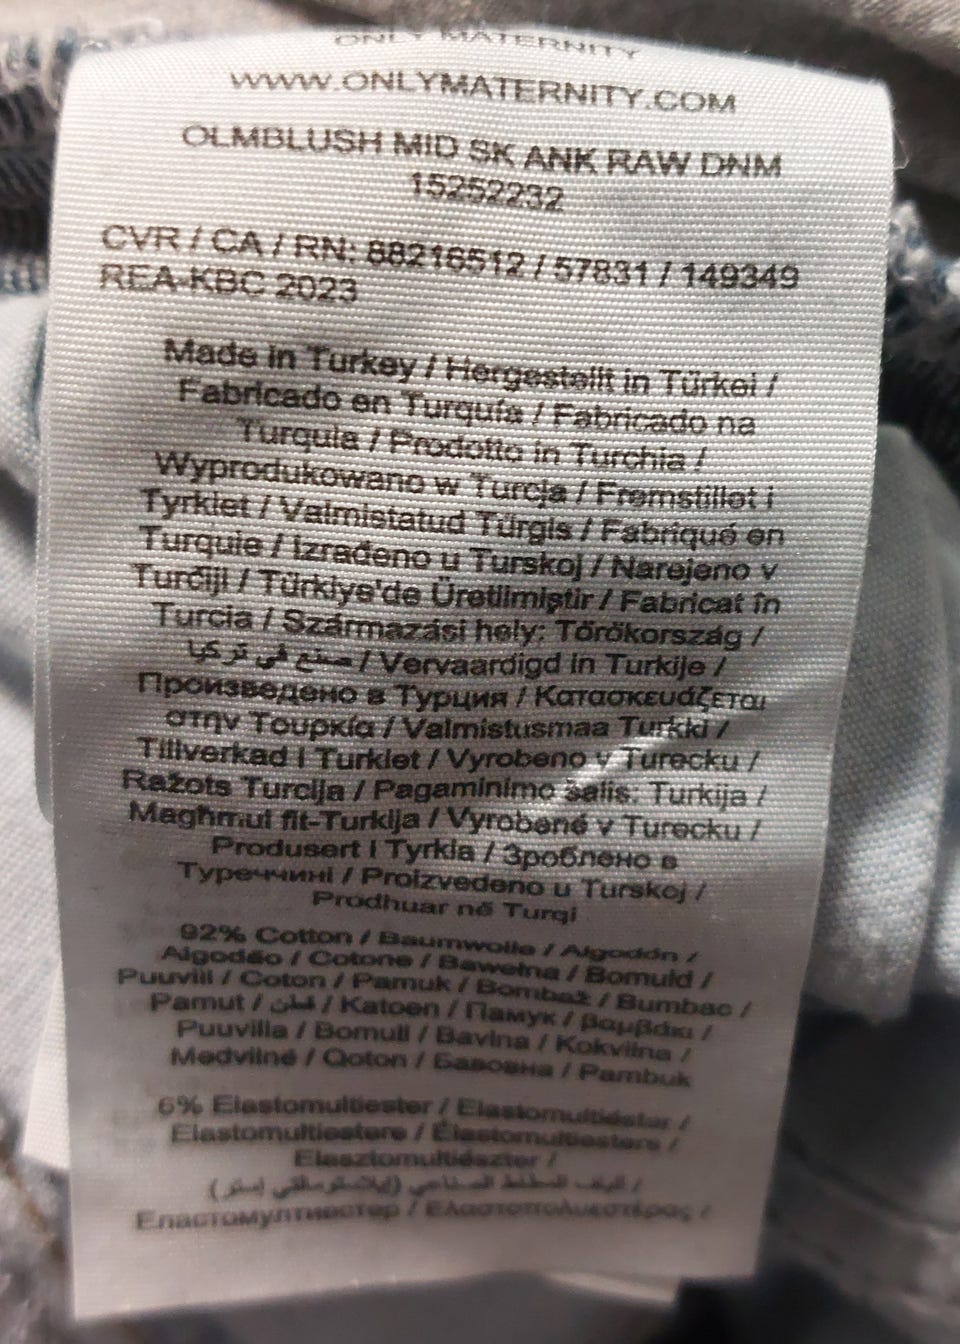 ONLY MATERNITY
WWW.ONLYMATERNITY.COM
OLMBLUSH MID SK ANK RAW DNM
15252232
CVR / CA / RN: 88216512 / 57831 / 149349
REA-KBC 2023
Made in Turkey / Hergestellt in Türkei /
Fabricado en Turquía / Fabricado na
Turquia / Prodotto in Turchia /
Wyprodukowano w Turcja / Fremstillet i
Tyrkiet / Valmistatud Türgis / Fabriqué en
Turquie / Izrađeno u Turskoj / Narejeno v
Turčiji / Türkiye'de Üretilmiştir / Fabricat în
Turcia / Származási hely: Törökország /
صنع في تركيا / Vervaardigd in Turkije /
Произведено в Турция / Κατασκευάζεται
στην Τουρκία / Valmistusmaa Turkki /
Tillverkad i Turkiet / Vyrobeno v Turecku /
Ražots Turcija / Pagaminimo šalis: Turkija /
Magħmul fit-Turkija / Vyrobené v Turecku /
Produsert i Tyrkia / Зроблено в
Туреччині / Proizvedeno u Turskoj /
Prodhuar në Turqi
92% Cotton / Baumwolle / Algodón /
Algodão / Cotone / Bawełna / Bomuld /
Puuvill / Coton / Pamuk / Bombaž / Bumbac /
Pamut / قطن / Katoen / Памук / βαμβάκι /
Puuvilla / Bomull / Bavlna / Kokvilna /
Medvilnė / Qoton / Бавовна / Pambuk
6% Elastomultiester / Elastomultiéster /
Elastomultiestere / Élastomultiesters /
Elasztomultiészter /
Еластомултиестер / Ελαστοπολυεστέρας /